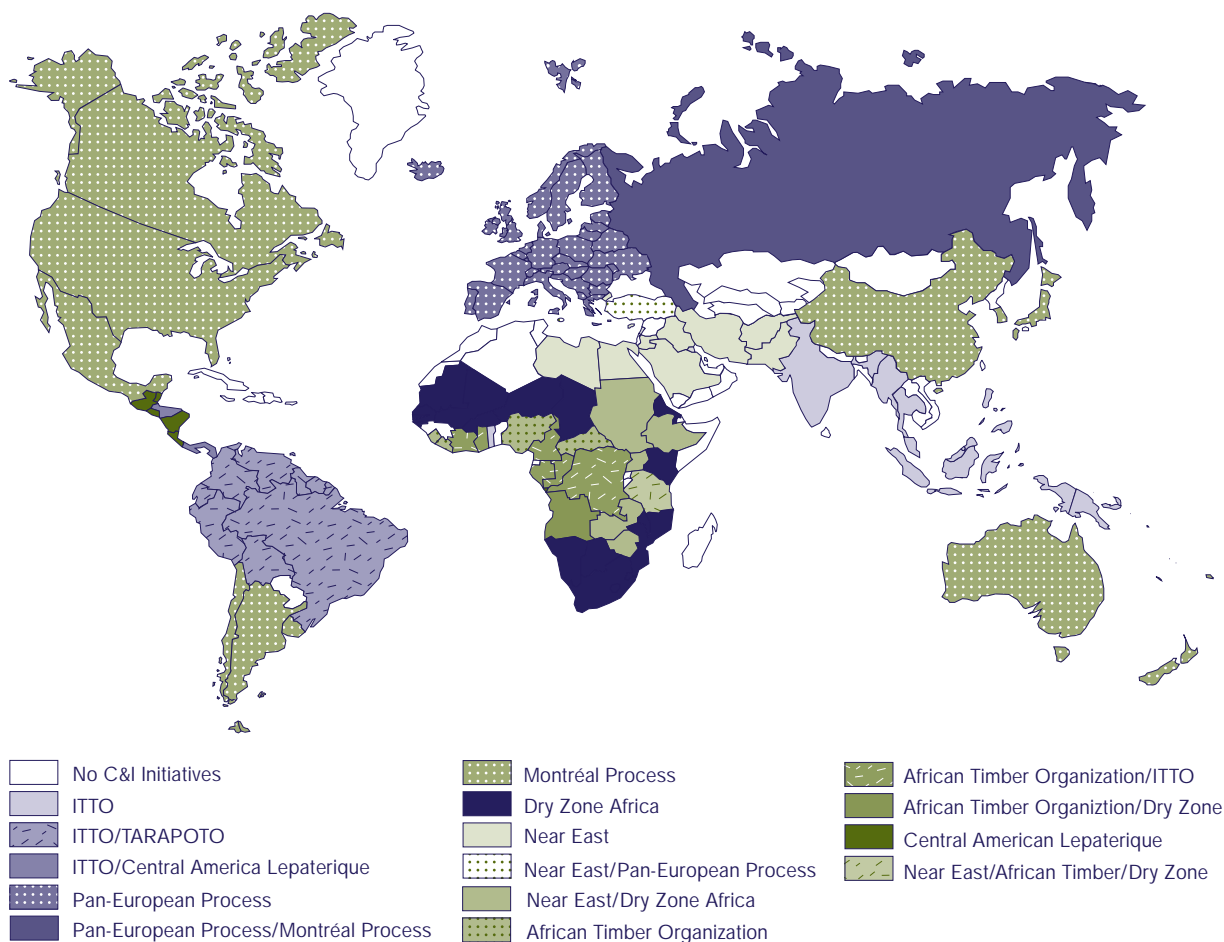 No C&I Initiatives
ITTO
ITTO/TARAPOTO
ITTO/Central America Lepaterique
Pan-European Process
Pan-European Process/Montréal Process
Montréal Process
Dry Zone Africa
Near East
Near East/Pan-European Process
Near East/Dry Zone Africa
African Timber Organization
African Timber Organization/ITTO
African Timber Organiztion/Dry Zone
Central American Lepaterique
Near East/African Timber/Dry Zone